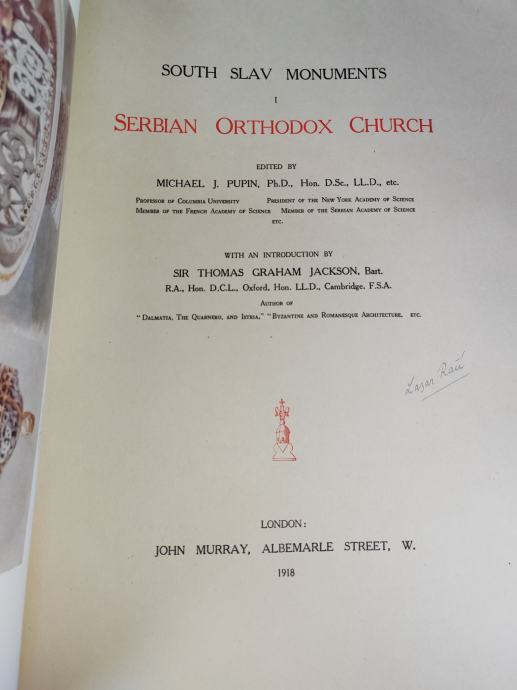 SOUTH SLAV MONUMENTS
I
SERBIAN ORTHODOX CHURCH
EDITED BY
MICHAEL J. PUPIN, Ph.D., Hon. D.Sc., LL.D., etc.
Professor of Columbia University President of the New York Academy of Science
Member of the French Academy of Science Member of the Serbian Academy of Science
etc.
WITH AN INTRODUCTION BY
SIR THOMAS GRAHAM JACKSON, Bart.
R.A., Hon. D.C.L., Oxford, Hon. LL.D., Cambridge, F.S.A.
Author of
"Dalmatia, The Quarnero, and Istria," "Byzantine and Romanesque Architecture, etc.
Lazar Raič
LONDON:
JOHN MURRAY, ALBEMARLE STREET, W.
1918